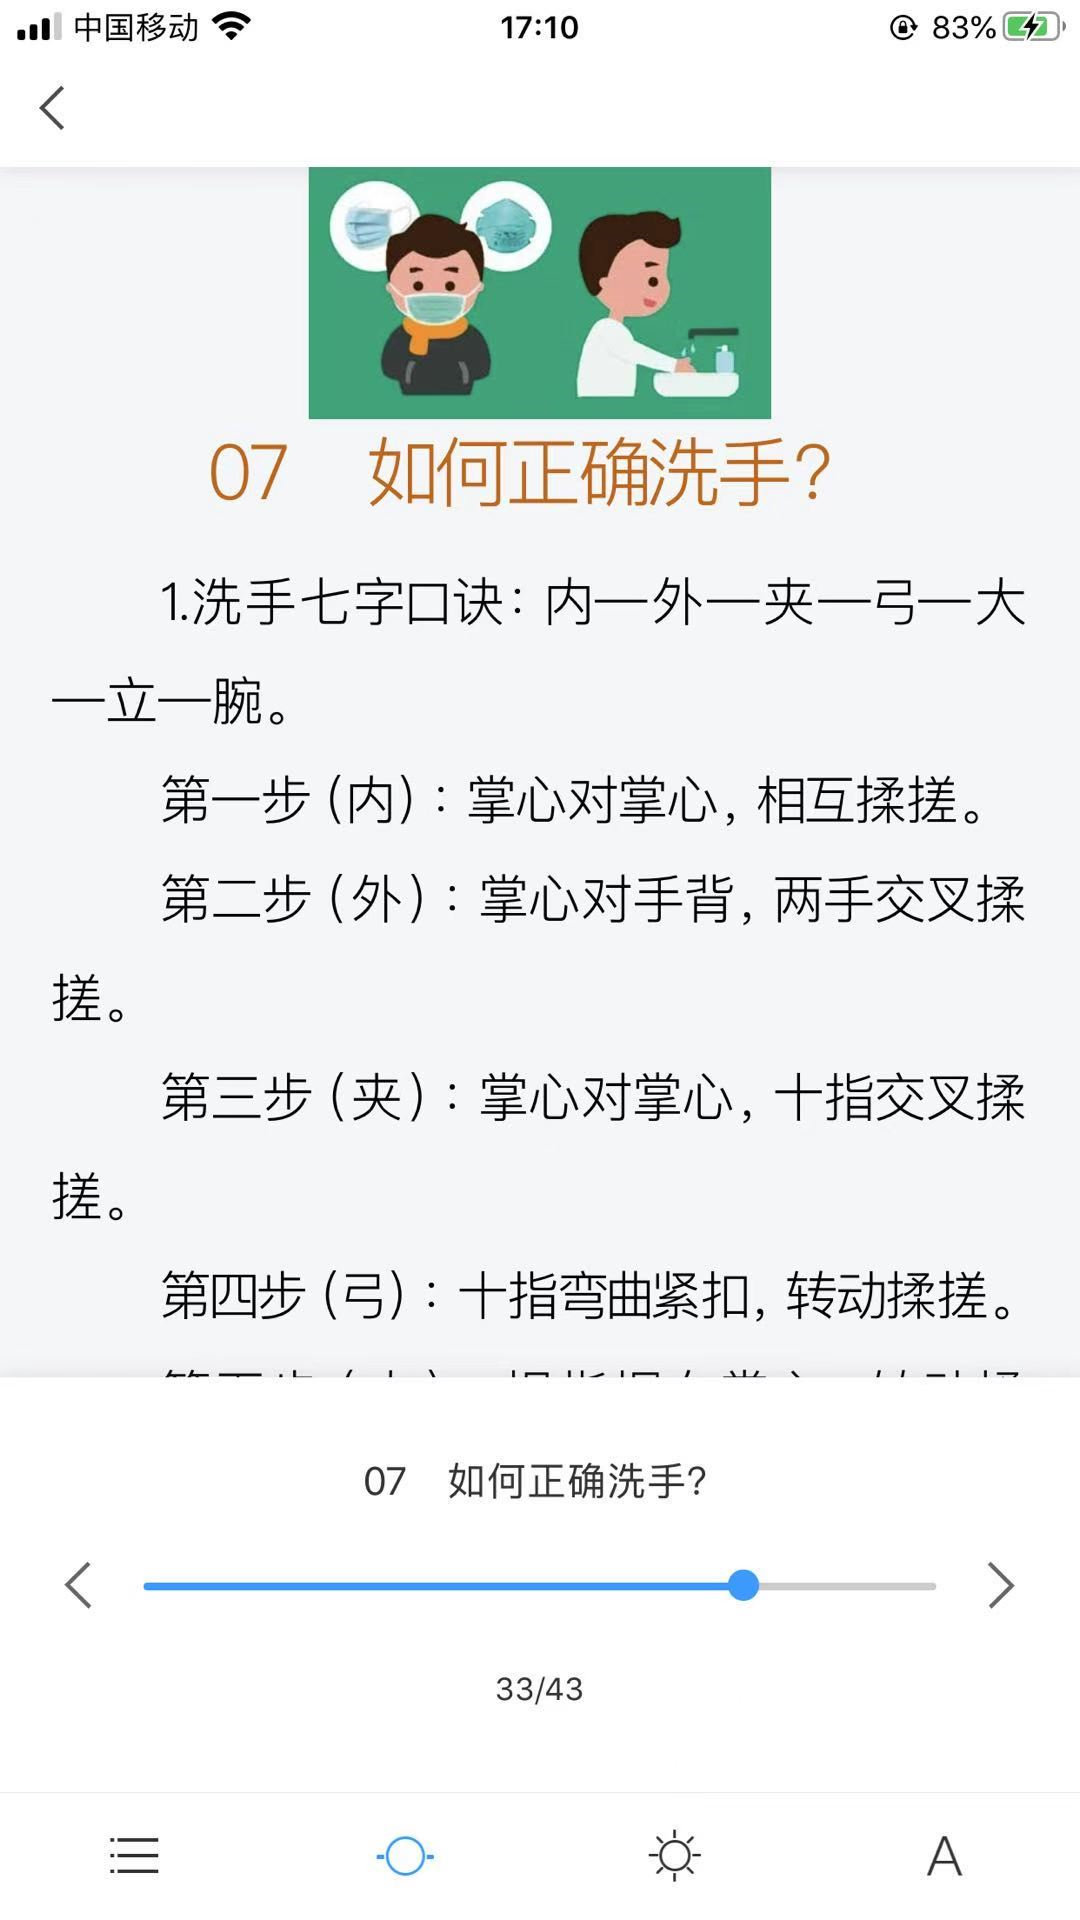 中国移动
17:10
83%
07 如何正确洗手?
1.洗手七字口诀：内—外—夹—弓—大
—立—腕。
第一步（内）：掌心对掌心，相互揉搓。
第二步（外）：掌心对手背，两手交叉揉
搓。
第三步（夹）：掌心对掌心，十指交叉揉
搓。
第四步（弓）：十指弯曲紧扣，转动揉搓。
07 如何正确洗手?
33/43
A